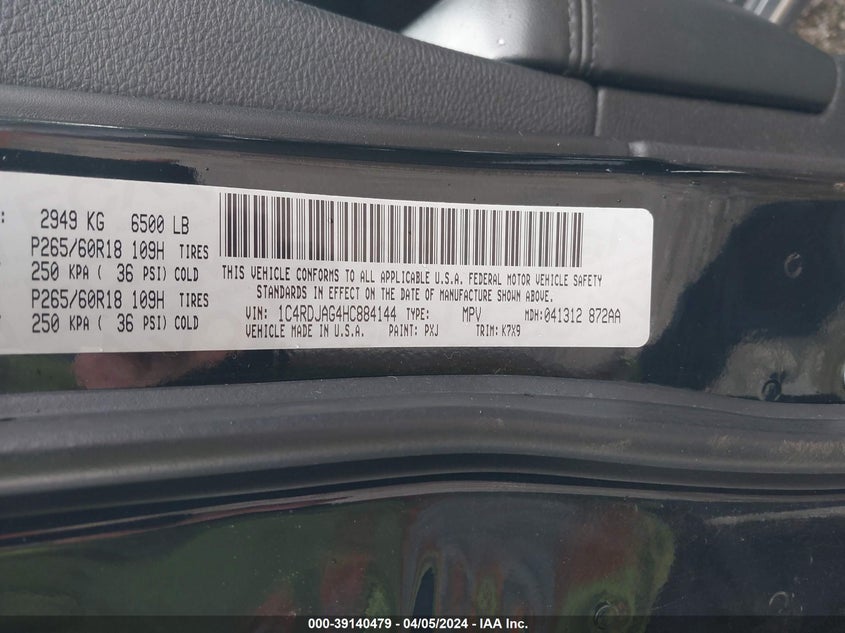 : 2949 KG 6500 LB
P265/60R18 109H TIRES
250 KPA ( 36 PSI) COLD
P265/60R18 109H TIRES
250 KPA ( 36 PSI) COLD
THIS VEHICLE CONFORMS TO ALL APPLICABLE U.S.A. FEDERAL MOTOR VEHICLE SAFETY
STANDARDS IN EFFECT ON THE DATE OF MANUFACTURE SHOWN ABOVE.
VIN: 1C4RDJAG4HC884144 TYPE: MPV MDH:041312 872AA
VEHICLE MADE IN U.S.A. PAINT: PXJ TRIM:K7X9
000-39140479 - 04/05/2024 - IAA Inc.